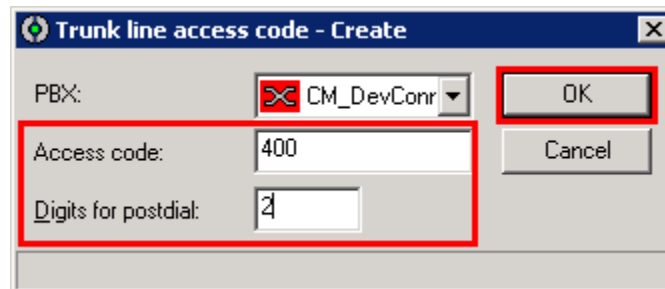 Trunk line access code - Create
PBX:
CM_DevConr
OK
Access code:
400
Cancel
Digits for postdial:
2